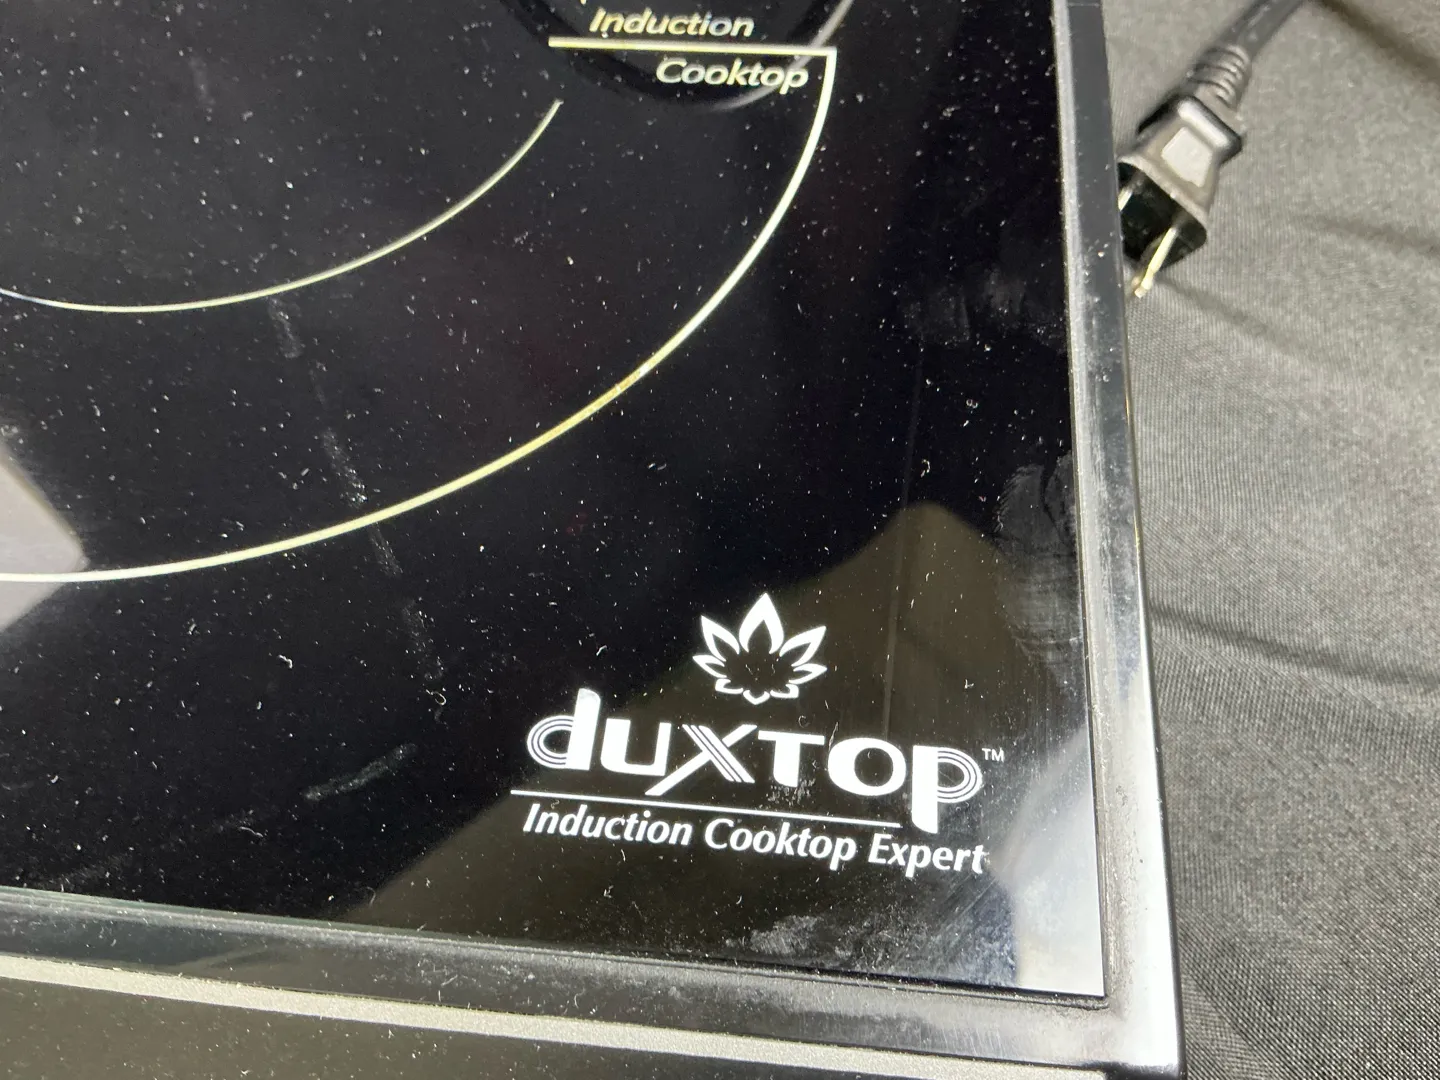 Induction
Cooktop
duxtop™
Induction Cooktop Expert